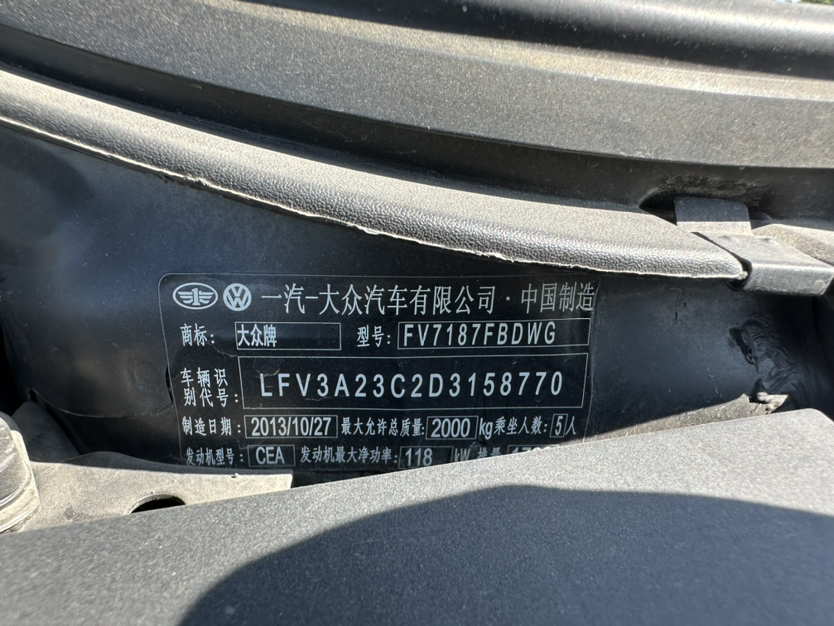 一汽-大众汽车有限公司·中国制造
商标: 大众牌 型号: FV7187FBDWG
车辆识别代号: LFV3A23C2D3158770
制造日期: 2013/10/27 最大允许总质量: 2000 kg 乘坐人数: 5人
发动机型号: CEA 发动机最大净功率: 118 kW 排量